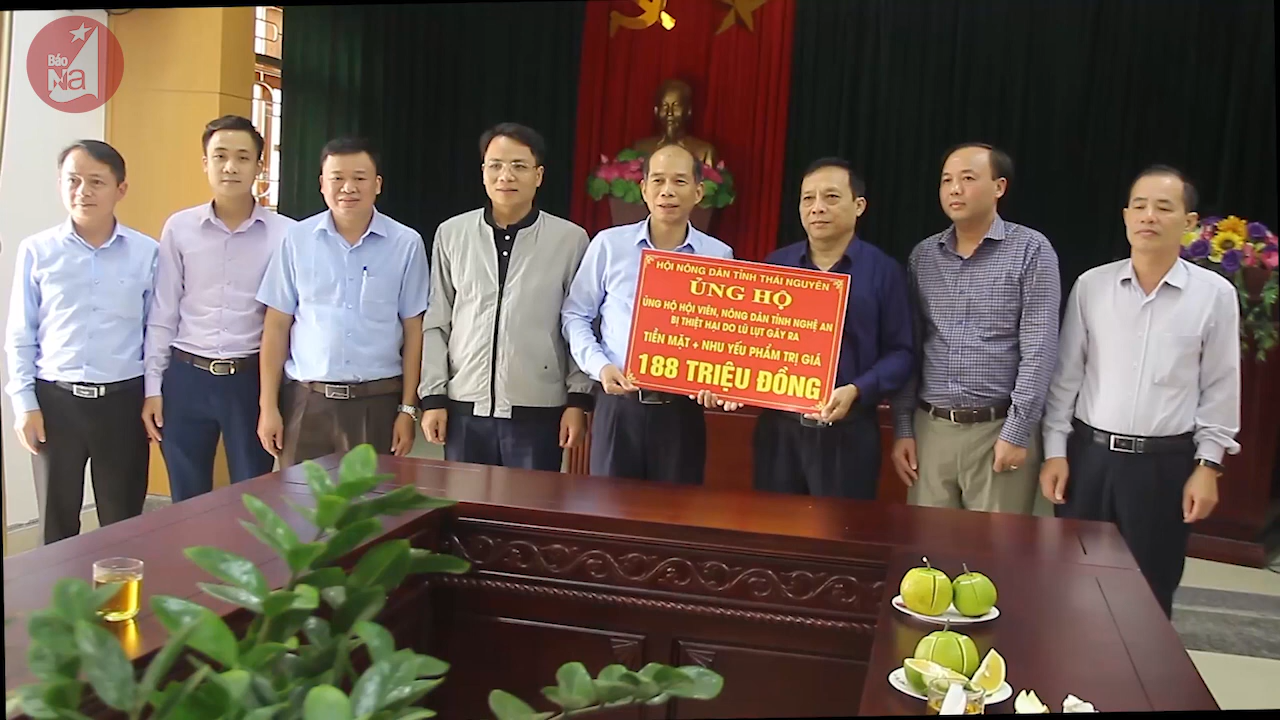 Báo
Na
HỘI NÔNG DÂN TỈNH THÁI NGUYÊN
ỦNG HỘ
ỦNG HỘ HỘI VIÊN, NÔNG DÂN TỈNH NGHỆ AN
BỊ THIỆT HẠI DO LŨ LỤT GÂY RA
TIỀN MẶT + NHU YẾU PHẨM TRỊ GIÁ
188 TRIỆU ĐỒNG